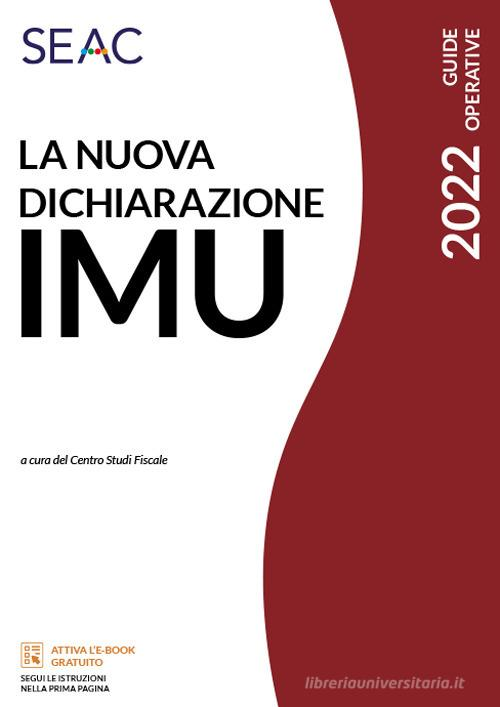 SEAC
GUIDE
OPERATIVE
2022
LA NUOVA
DICHIARAZIONE
IMU
a cura del Centro Studi Fiscale
ATTIVA L'E-BOOK
GRATUITO
SEGUI LE ISTRUZIONI
NELLA PRIMA PAGINA
libreriauniversitaria.it